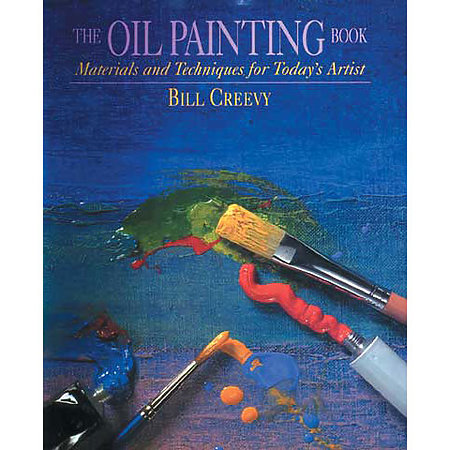 THE OIL PAINTING BOOK
Materials and Techniques for Today's Artist
BILL CREEVY